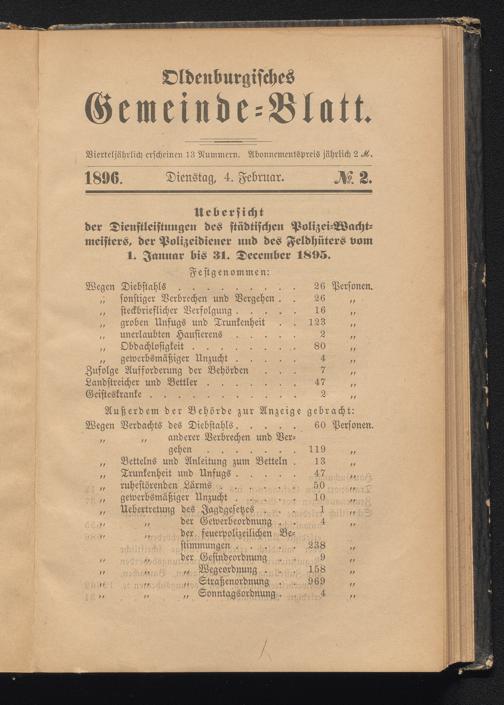 Oldenburgisches
Gemeinde=Blatt.
Vierteljährlich erscheinen 13 Nummern. Abonnementspreis jährlich 2 ℳ.
1896. Dienstag, 4. Februar. № 2.
Uebersicht
der Dienstleistungen des städtischen Polizei=Wacht-
meisters, der Polizeidiener und des Feldhüters vom
1. Januar bis 31. December 1895.
Festgenommen:
Wegen Diebstahls . . . . . . . . . 26 Personen.
„ sonstiger Verbrechen und Vergehen . . 26 „
„ steckbrieflicher Verfolgung . . . . . 16 „
„ groben Unfugs und Trunkenheit . . 123 „
„ unerlaubten Hausierens . . . . . 2 „
„ Obdachlosigkeit . . . . . . . 80 „
„ gewerbsmäßiger Unzucht . . . . . 4 „
Zufolge Aufforderung der Behörden . . . 7 „
Landstreicher und Bettler . . . . . . 47 „
Geisteskranke . . . . . . . . . 2 „
Außerdem der Behörde zur Anzeige gebracht:
Wegen Verdachts des Diebstahls . . . . . 60 Personen.
„ „ anderer Verbrechen und Ver-
gehen . . . . . . . 119 „
„ Bettelns und Anleitung zum Betteln . 13 „
„ Trunkenheit und Unfugs . . . . . 47 „
„ ruhestörenden Lärms . . . . . . 50 „
„ gewerbsmäßiger Unzucht . . . . . 10 „
„ Uebertretung des Jagdgesetzes . . . 1 „
„ „ der Gewerbeordnung . . 4 „
„ „ der feuerpolizeilichen Be-
stimmungen . . . . . 238 „
„ „ der Gesindeordnung . . 9 „
„ „ „ Wegeordnung . . . 158 „
„ „ „ Straßenordnung . . 969 „
„ „ „ Sonntagsordnung . . 4 „